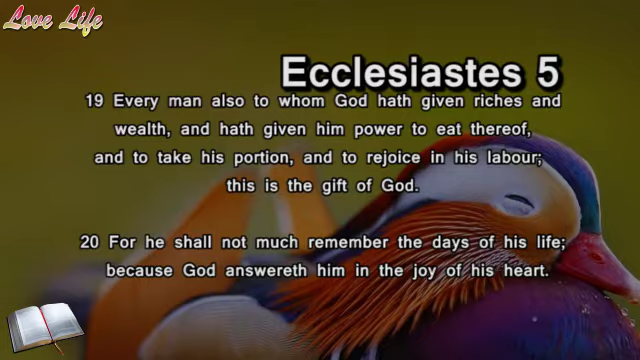 Love Life
Ecclesiastes 5
19 Every man also to whom God hath given riches and
wealth, and hath given him power to eat thereof,
and to take his portion, and to rejoice in his labour;
this is the gift of God.
20 For he shall not much remember the days of his life;
because God answereth him in the joy of his heart.